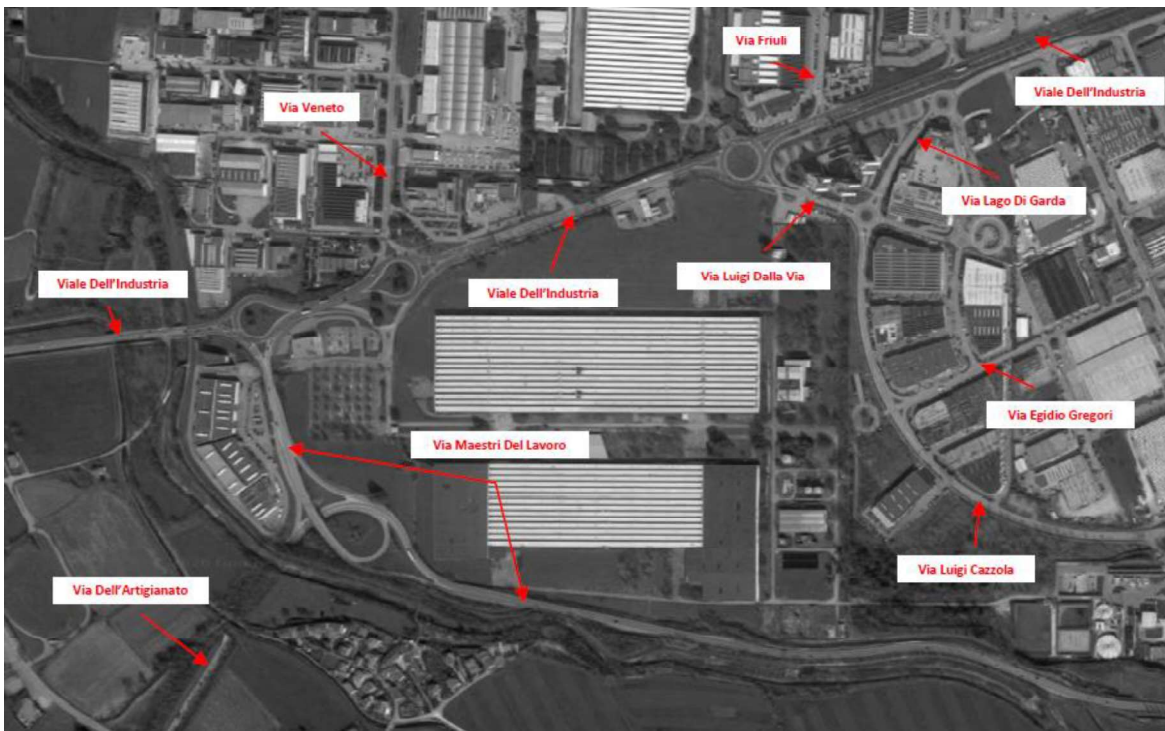 Via Friuli
Viale Dell'Industria
Via Veneto
Via Lago Di Garda
Via Luigi Dalla Via
Viale Dell'Industria
Viale Dell'Industria
Via Egidio Gregori
Via Maestri Del Lavoro
Via Luigi Cazzola
Via Dell'Artigianato